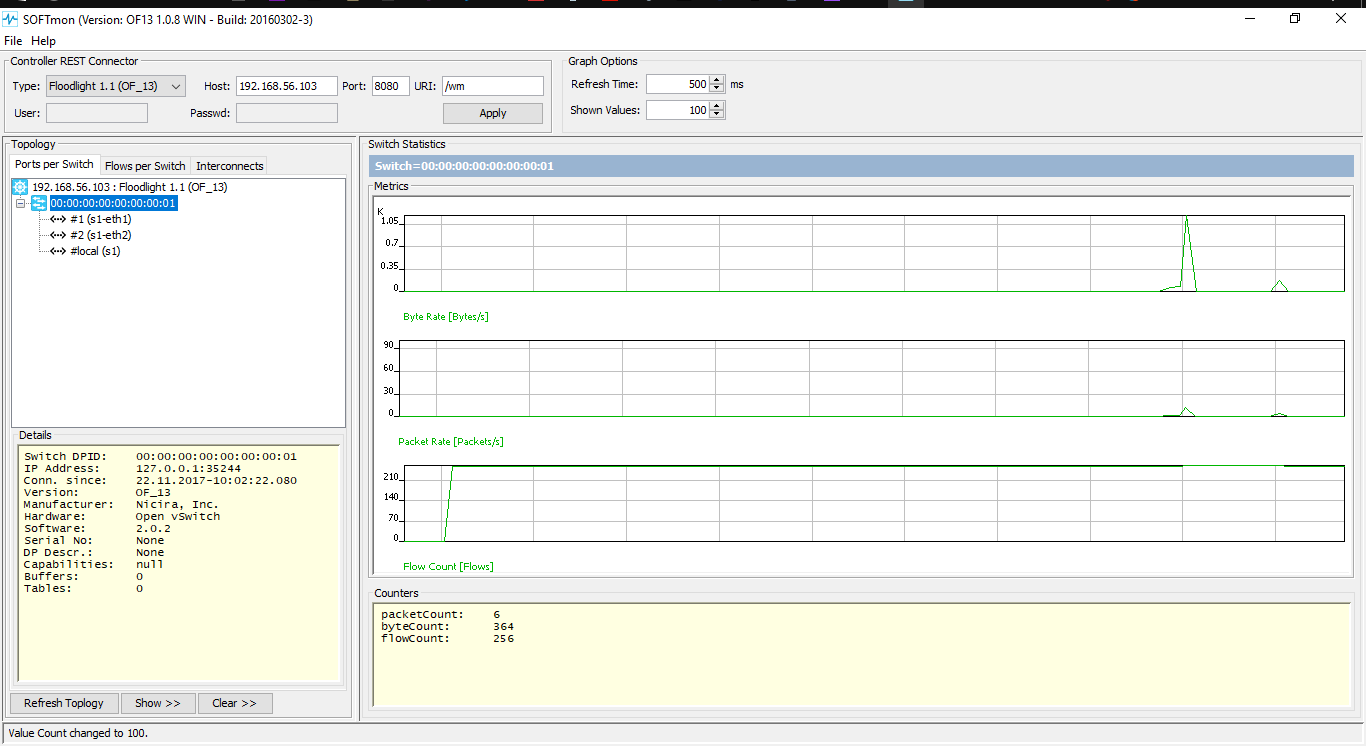 SOFTmon (Version: OF13 1.0.8 WIN - Build: 20160302-3)
File Help
Controller REST Connector
Type: Floodlight 1.1 (OF_13) Host: 192.168.56.103 Port: 8080 URI: /wm
User: Passwd: Apply
Graph Options
Refresh Time: 500 ms
Shown Values: 100
Topology
Ports per Switch Flows per Switch Interconnects
192.168.56.103 : Floodlight 1.1 (OF_13)
00:00:00:00:00:00:00:01
#1 (s1-eth1)
#2 (s1-eth2)
#local (s1)
Details
Switch DPID: 00:00:00:00:00:00:00:01
IP Address: 127.0.0.1:35244
Conn. since: 22.11.2017-10:02:22.080
Version: OF_13
Manufacturer: Nicira, Inc.
Hardware: Open vSwitch
Software: 2.0.2
Serial No: None
DP Descr.: None
Capabilities: null
Buffers: 0
Tables: 0
Refresh Toplogy Show >> Clear >>
Switch Statistics
Switch=00:00:00:00:00:00:00:01
Metrics
K
1.05
0.7
0.35
0
Byte Rate [Bytes/s]
90
60
30
0
Packet Rate [Packets/s]
210
140
70
0
Flow Count [Flows]
Counters
packetCount: 6
byteCount: 364
flowCount: 256
Value Count changed to 100.